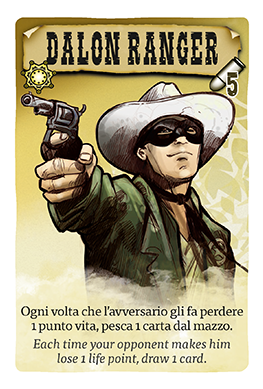 DALON RANGER
5
Ogni volta che l'avversario gli fa perdere
1 punto vita, pesca 1 carta dal mazzo.
Each time your opponent makes him
lose 1 life point, draw 1 card.